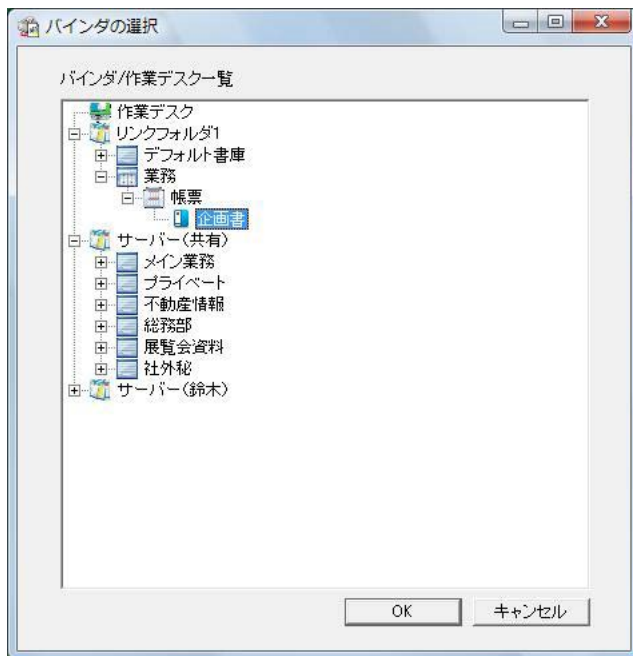 バインダの選択
バインダ/作業デスク一覧
作業デスク
リンクフォルダ1
デフォルト書庫
業務
帳票
企画書
サーバー(共有)
メイン業務
プライベート
不動産情報
総務部
展覧会資料
社外秘
サーバー(鈴木)
OK
キャンセル